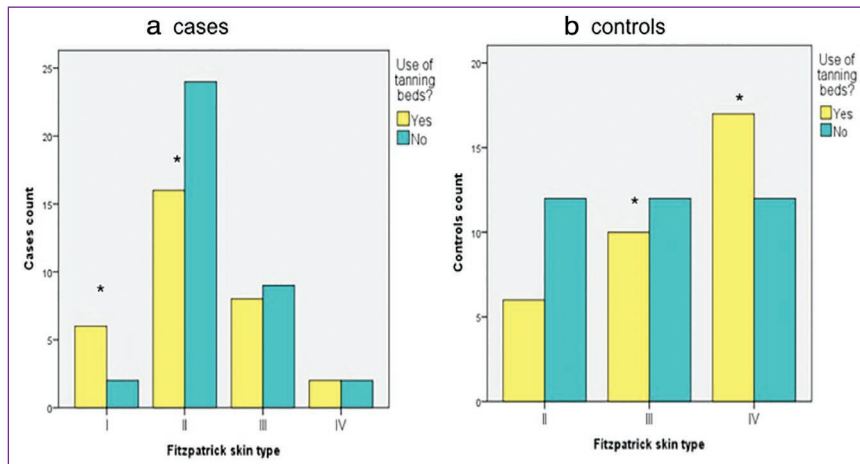 a cases
Use of
tanning
beds?
Yes
No
25
20
15
10
5
0
Cases count
*
*
I
II
III
IV
Fitzpatrick skin type
b controls
Use of
tanning
beds?
Yes
No
20
15
10
5
0
Controls count
*
*
II
III
IV
Fitzpatrick skin type